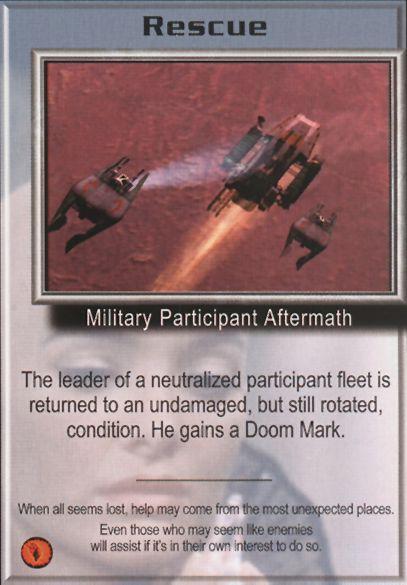 Rescue
Military Participant Aftermath
The leader of a neutralized participant fleet is
returned to an undamaged, but still rotated,
condition. He gains a Doom Mark.
When all seems lost, help may come from the most unexpected places.
Even those who may seem like enemies
will assist if it's in their own interest to do so.